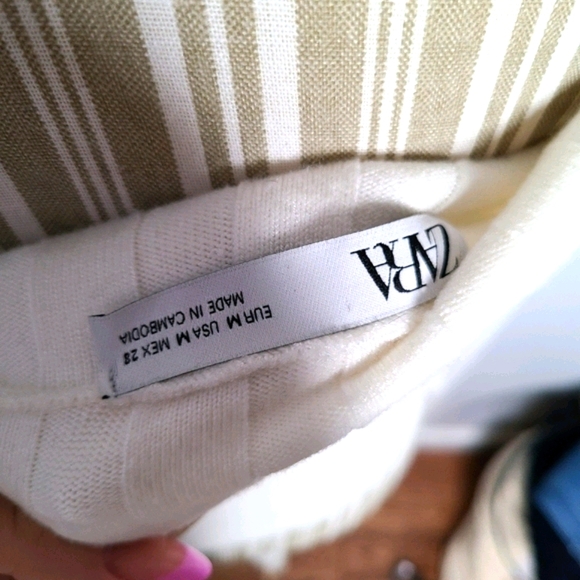 ZARA
EUR M USA M MEX 28
MADE IN CAMBODIA